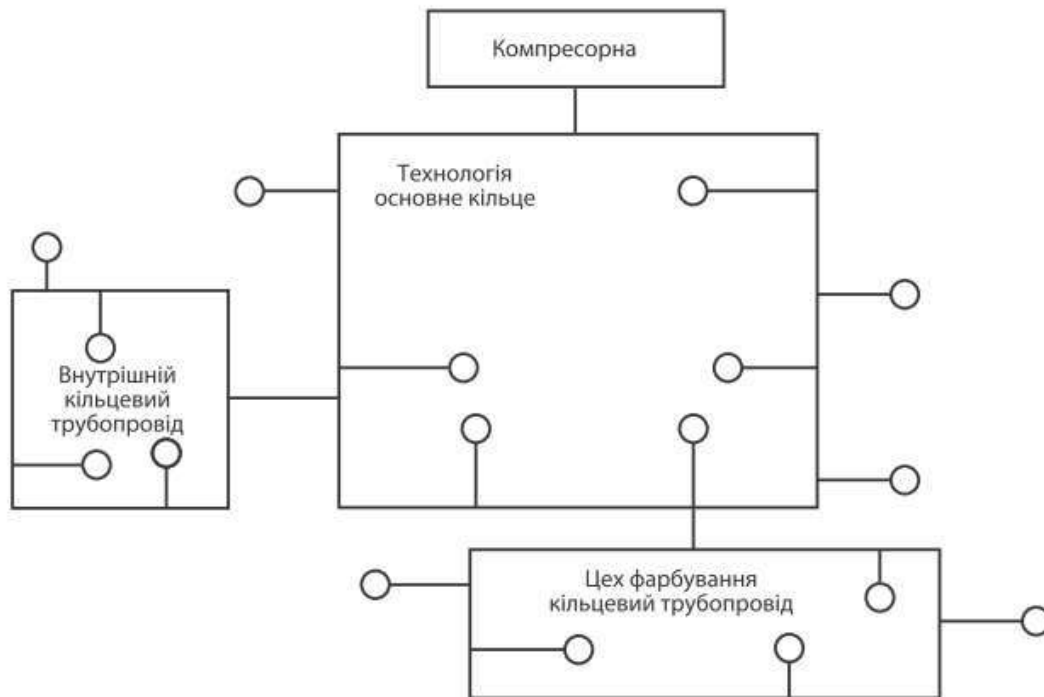 Компресорна
Технологія
основне кільце
Внутрішній
кільцевий
трубопровід
Цех фарбування
кільцевий трубопровід